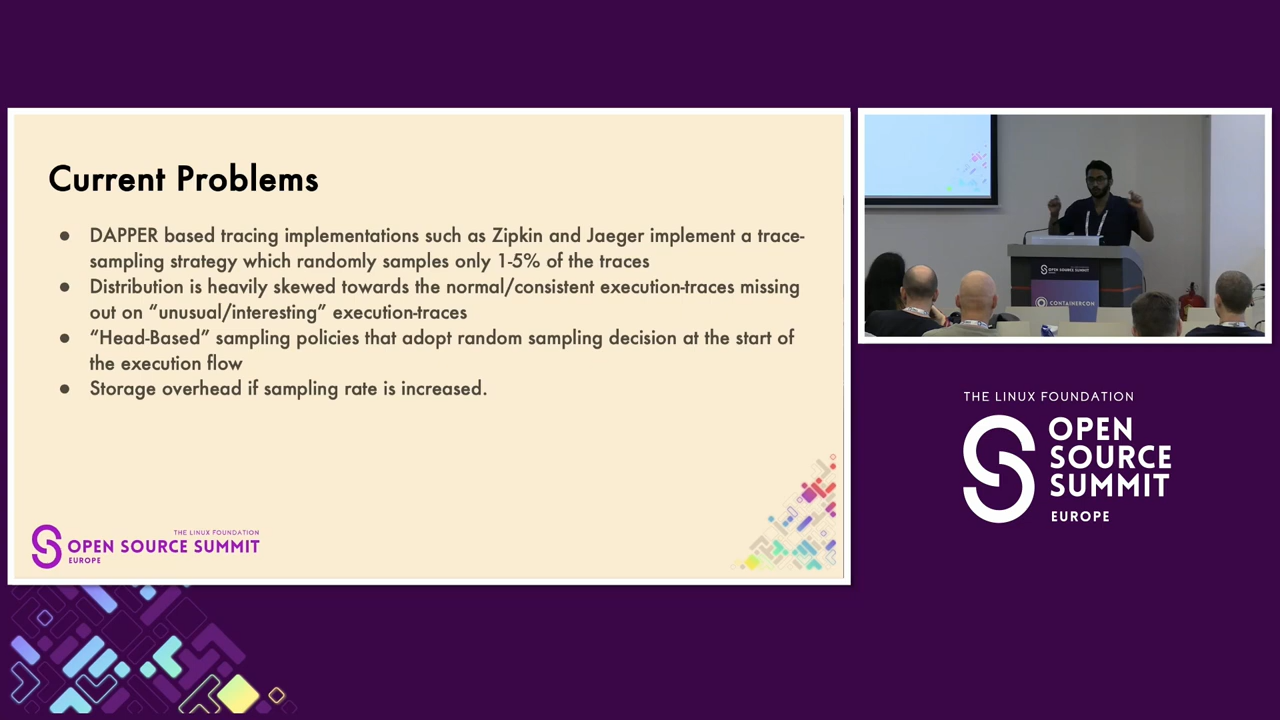 Current Problems
● DAPPER based tracing implementations such as Zipkin and Jaeger implement a trace-
sampling strategy which randomly samples only 1-5% of the traces
● Distribution is heavily skewed towards the normal/consistent execution-traces missing
out on “unusual/interesting” execution-traces
● “Head-Based” sampling policies that adopt random sampling decision at the start of
the execution flow
● Storage overhead if sampling rate is increased.
THE LINUX FOUNDATION
OPEN SOURCE SUMMIT
EUROPE
OPEN SOURCE SUMMIT
CONTAINERCON
THE LINUX FOUNDATION
OPEN
SOURCE
SUMMIT
EUROPE